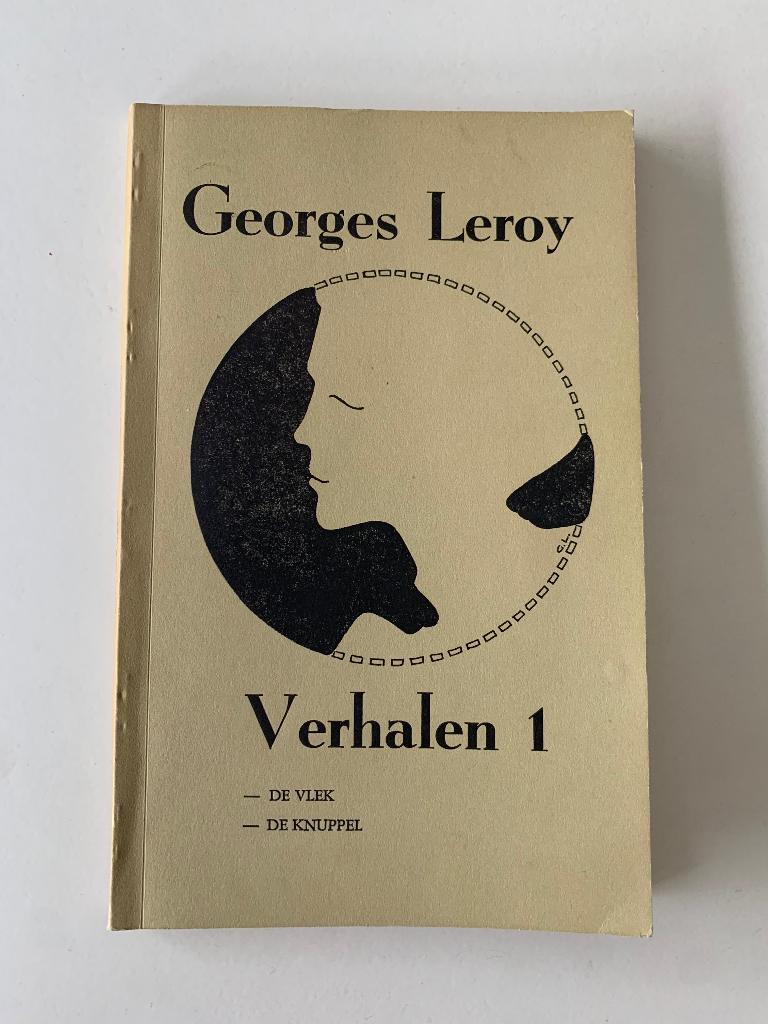 Georges Leroy
G.L.
Verhalen 1
— DE VLEK
— DE KNUPPEL